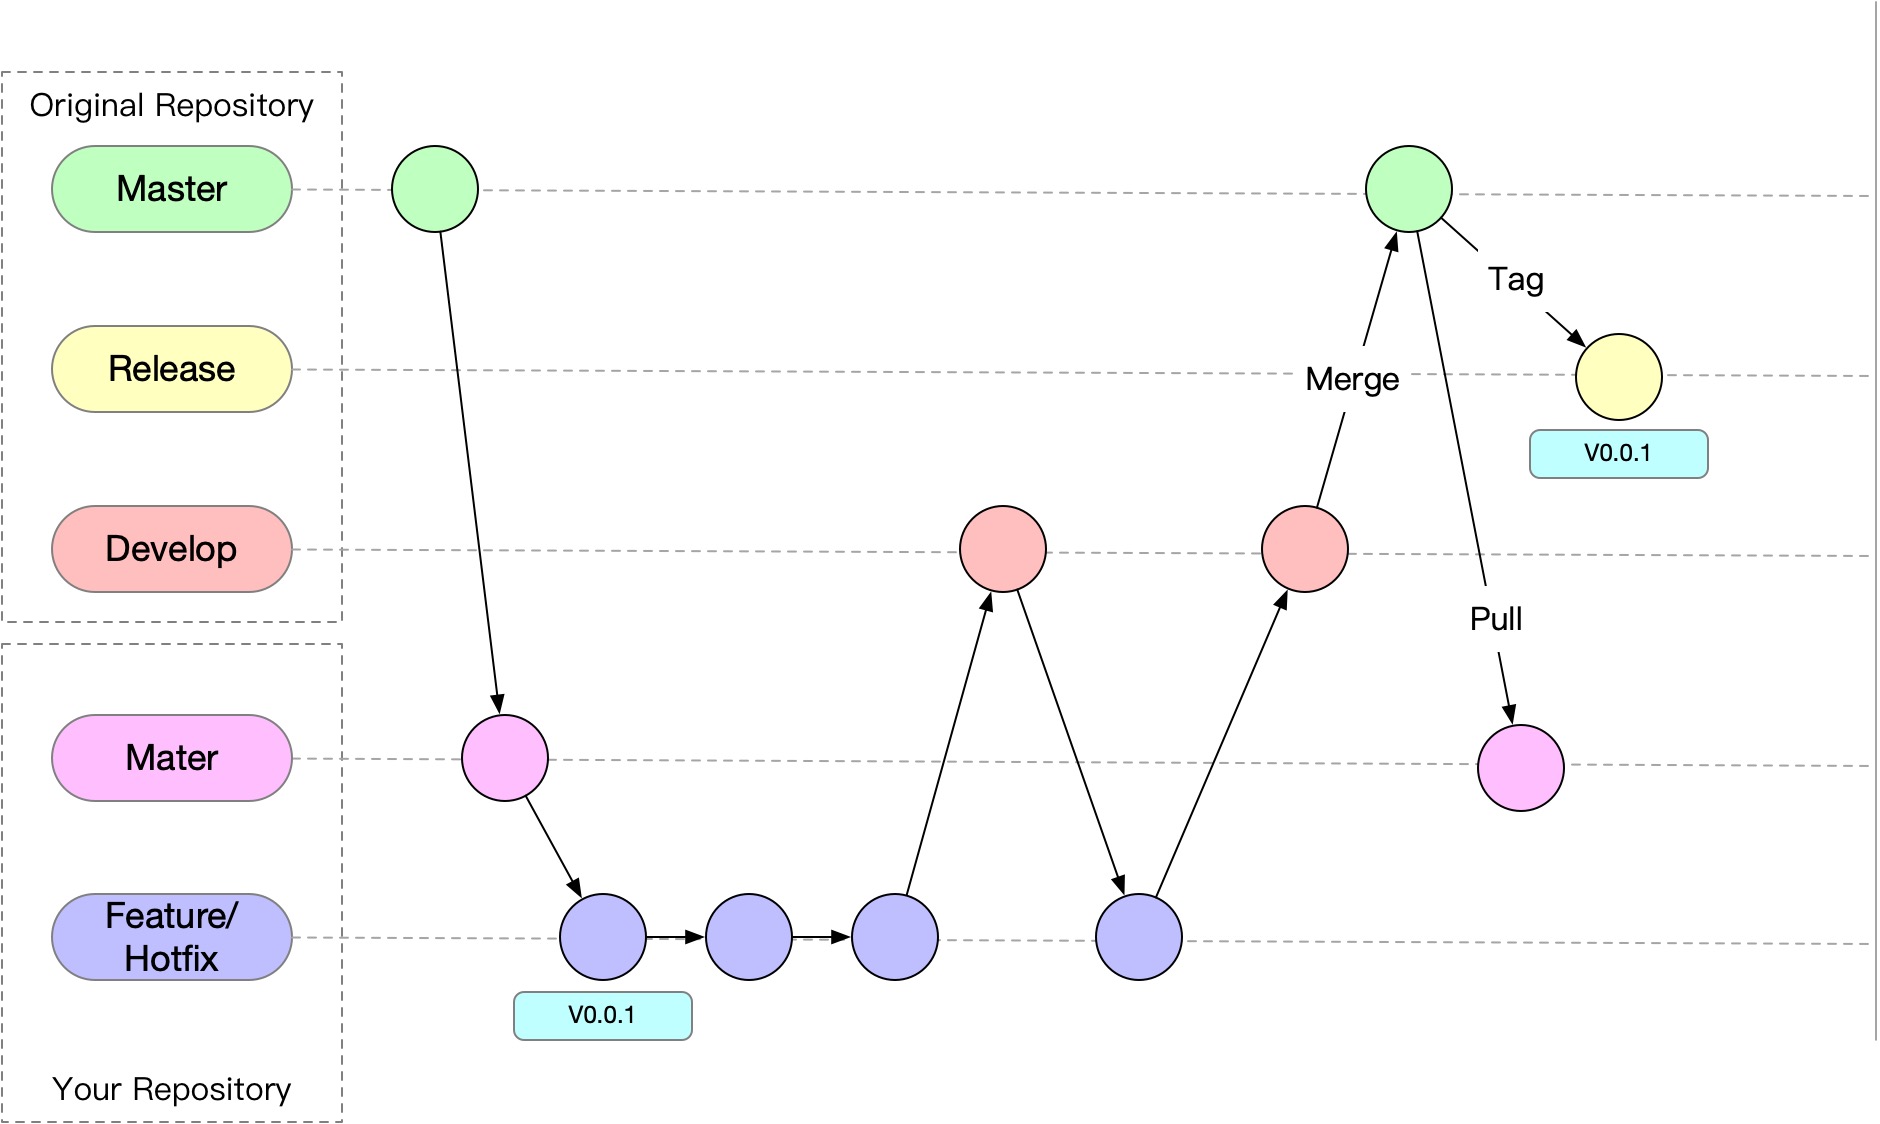 Original Repository
Master
Release
Tag
Merge
V0.0.1
Develop
Pull
Mater
Feature/
Hotfix
V0.0.1
Your Repository